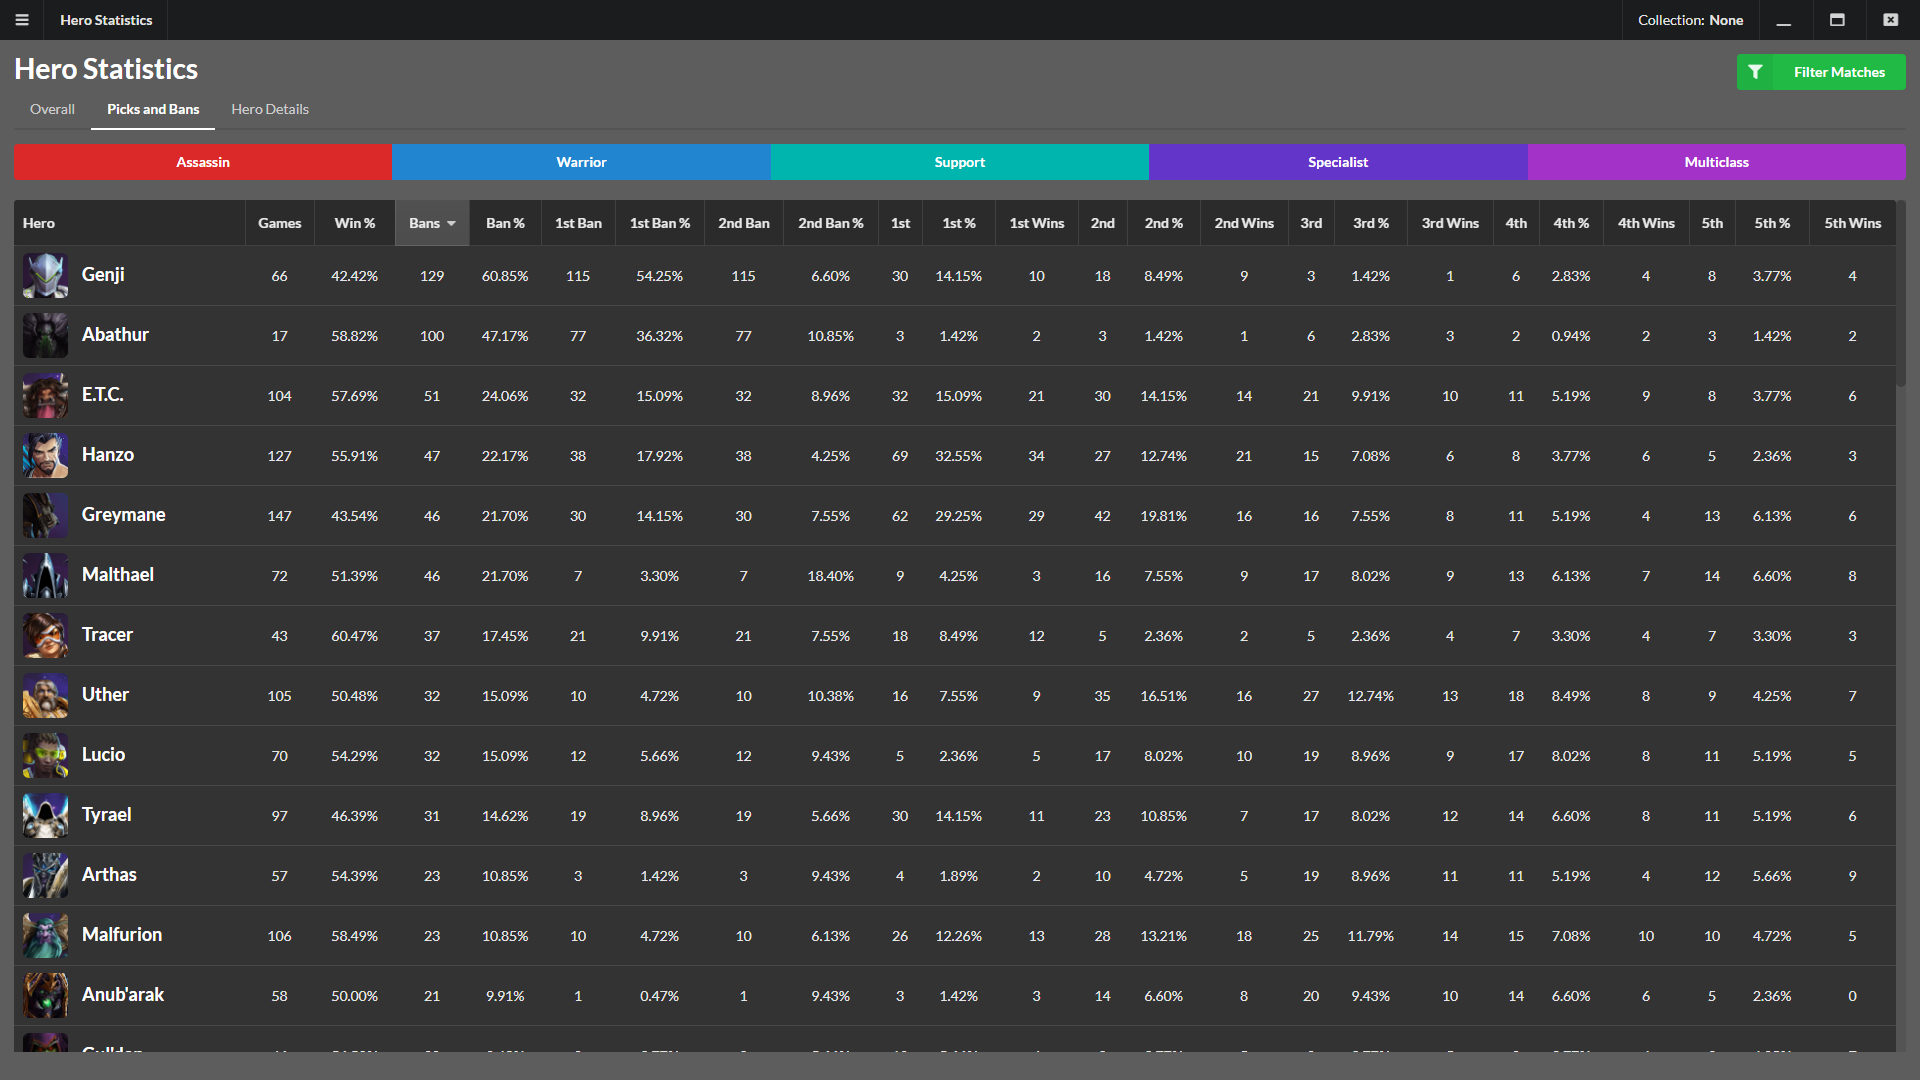 Hero Statistics Collection: None
Hero Statistics
Filter Matches
Overall Picks and Bans Hero Details
Assassin Warrior Support Specialist Multiclass
Hero Games Win % Bans Ban % 1st Ban 1st Ban % 2nd Ban 2nd Ban % 1st 1st % 1st Wins 2nd 2nd % 2nd Wins 3rd 3rd % 3rd Wins 4th 4th % 4th Wins 5th 5th % 5th Wins
Genji 66 42.42% 129 60.85% 115 54.25% 115 6.60% 30 14.15% 10 18 8.49% 9 3 1.42% 1 6 2.83% 4 8 3.77% 4
Abathur 17 58.82% 100 47.17% 77 36.32% 77 10.85% 3 1.42% 2 3 1.42% 1 6 2.83% 3 2 0.94% 2 3 1.42% 2
E.T.C. 104 57.69% 51 24.06% 32 15.09% 32 8.96% 32 15.09% 21 30 14.15% 14 21 9.91% 10 11 5.19% 9 8 3.77% 6
Hanzo 127 55.91% 47 22.17% 38 17.92% 38 4.25% 69 32.55% 34 27 12.74% 21 15 7.08% 6 8 3.77% 6 5 2.36% 3
Greymane 147 43.54% 46 21.70% 30 14.15% 30 7.55% 62 29.25% 29 42 19.81% 16 16 7.55% 8 11 5.19% 4 13 6.13% 6
Malthael 72 51.39% 46 21.70% 7 3.30% 7 18.40% 9 4.25% 3 16 7.55% 9 17 8.02% 9 13 6.13% 7 14 6.60% 8
Tracer 43 60.47% 37 17.45% 21 9.91% 21 7.55% 18 8.49% 12 5 2.36% 2 5 2.36% 4 7 3.30% 4 7 3.30% 3
Uther 105 50.48% 32 15.09% 10 4.72% 10 10.38% 16 7.55% 9 35 16.51% 16 27 12.74% 13 18 8.49% 8 9 4.25% 7
Lucio 70 54.29% 32 15.09% 12 5.66% 12 9.43% 5 2.36% 5 17 8.02% 10 19 8.96% 9 17 8.02% 8 11 5.19% 5
Tyrael 97 46.39% 31 14.62% 19 8.96% 19 5.66% 30 14.15% 11 23 10.85% 7 17 8.02% 12 14 6.60% 8 11 5.19% 6
Arthas 57 54.39% 23 10.85% 3 1.42% 3 9.43% 4 1.89% 2 10 4.72% 5 19 8.96% 11 11 5.19% 4 12 5.66% 9
Malfurion 106 58.49% 23 10.85% 10 4.72% 10 6.13% 26 12.26% 13 28 13.21% 18 25 11.79% 14 15 7.08% 10 10 4.72% 5
Anub'arak 58 50.00% 21 9.91% 1 0.47% 1 9.43% 3 1.42% 3 14 6.60% 8 20 9.43% 10 14 6.60% 6 5 2.36% 0